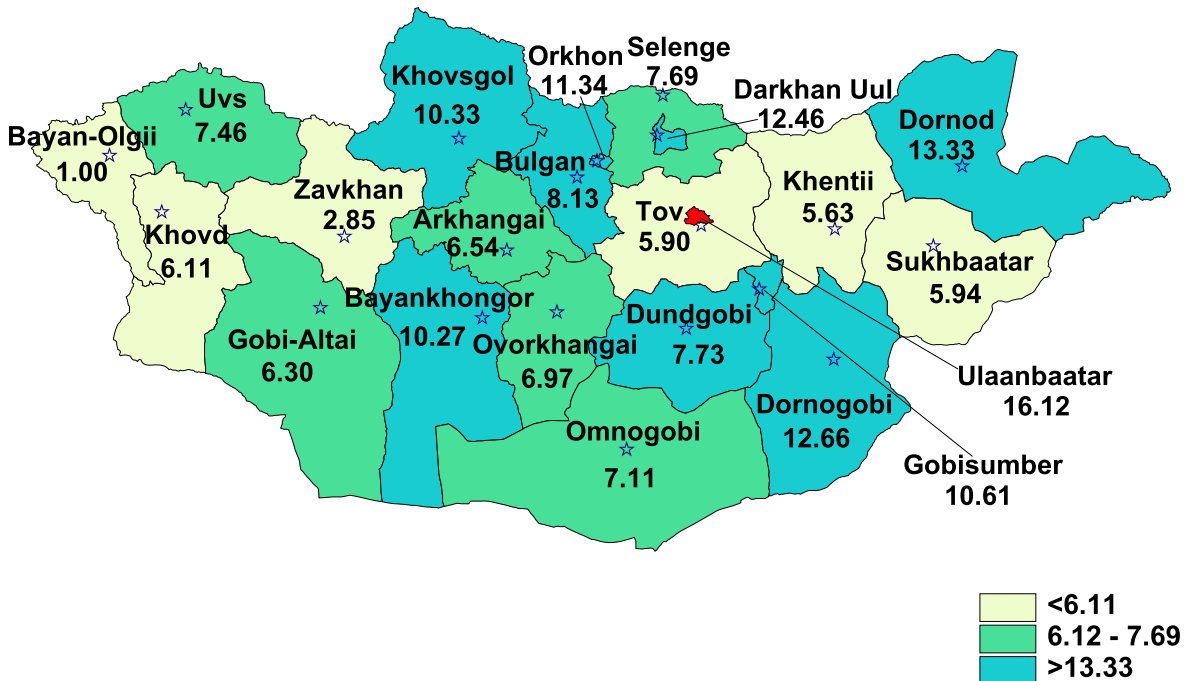 Orkhon
11.34
Selenge
7.69
Khovsgol
10.33
Darkhan Uul
12.46
Uvs
7.46
Dornod
13.33
Bayan-Olgii
1.00
Bulgan
8.13
Zavkhan
2.85
Khentii
5.63
Arkhangai
6.54
Tov
5.90
Khovd
6.11
Sukhbaatar
5.94
Bayankhongor
10.27
Gobi-Altai
6.30
Ovorkhangai
6.97
Dundgobi
7.73
Ulaanbaatar
16.12
Dornogobi
12.66
Omnogobi
7.11
Gobisumber
10.61
<6.11
6.12 - 7.69
>13.33